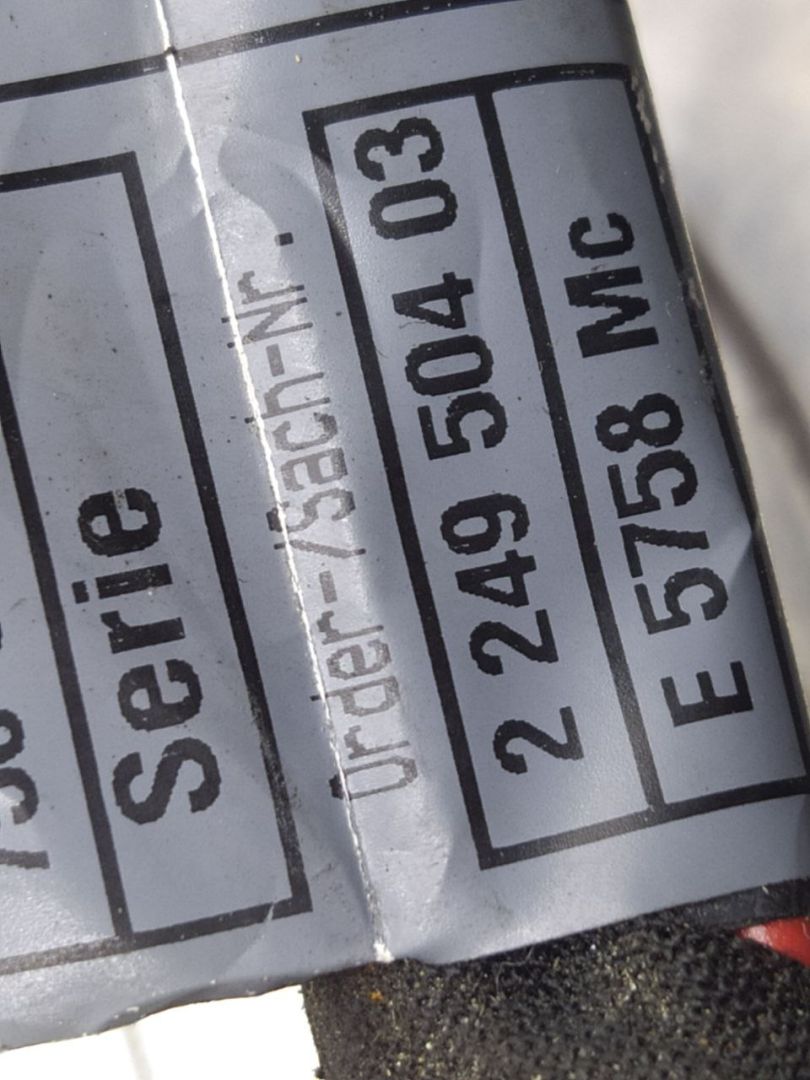 Serie
Order-/Sach-Nr.
2 249 504 03
E 5758 Mc